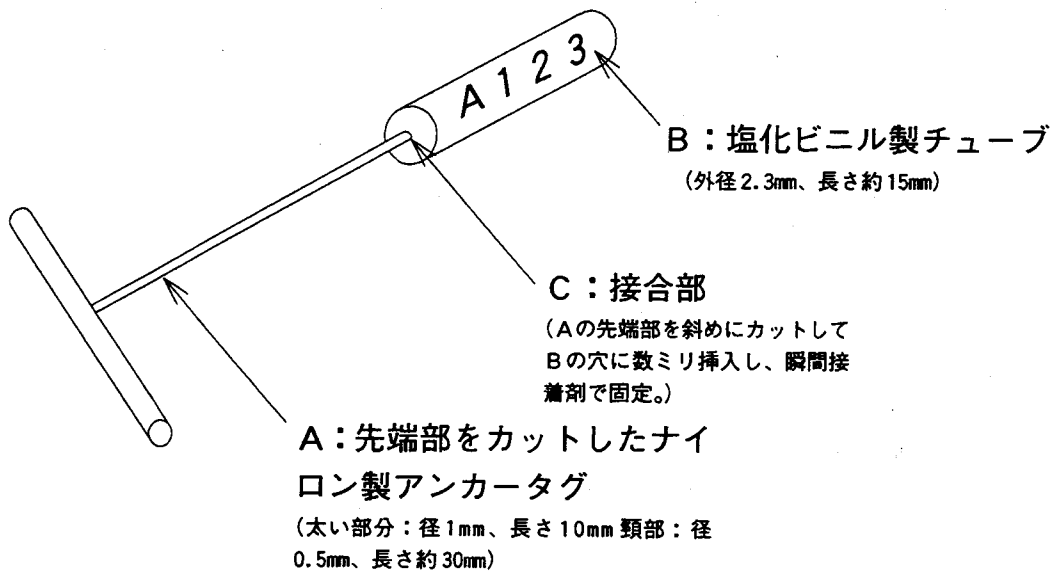 A123
B：塩化ビニル製チューブ
(外径2.3mm、長さ約15mm)
C：接合部
(Aの先端部を斜めにカットして
Bの穴に数ミリ挿入し、瞬間接
着剤で固定。)
A：先端部をカットしたナイ
ロン製アンカータグ
(太い部分：径1mm、長さ10mm 頸部：径
0.5mm、長さ約30mm)